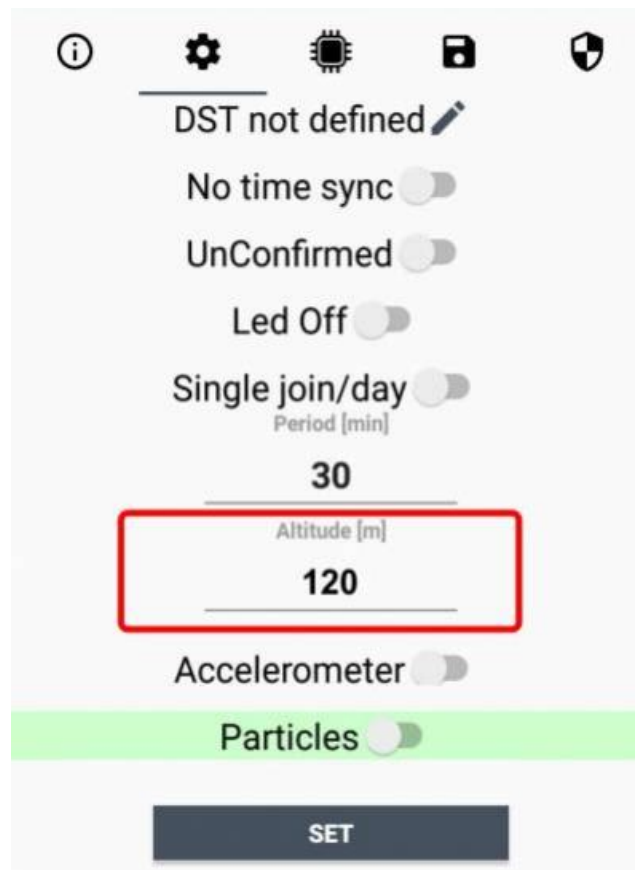 DST not defined
No time sync
UnConfirmed
Led Off
Single join/day
Period [min]
30
Altitude [m]
120
Accelerometer
Particles
SET